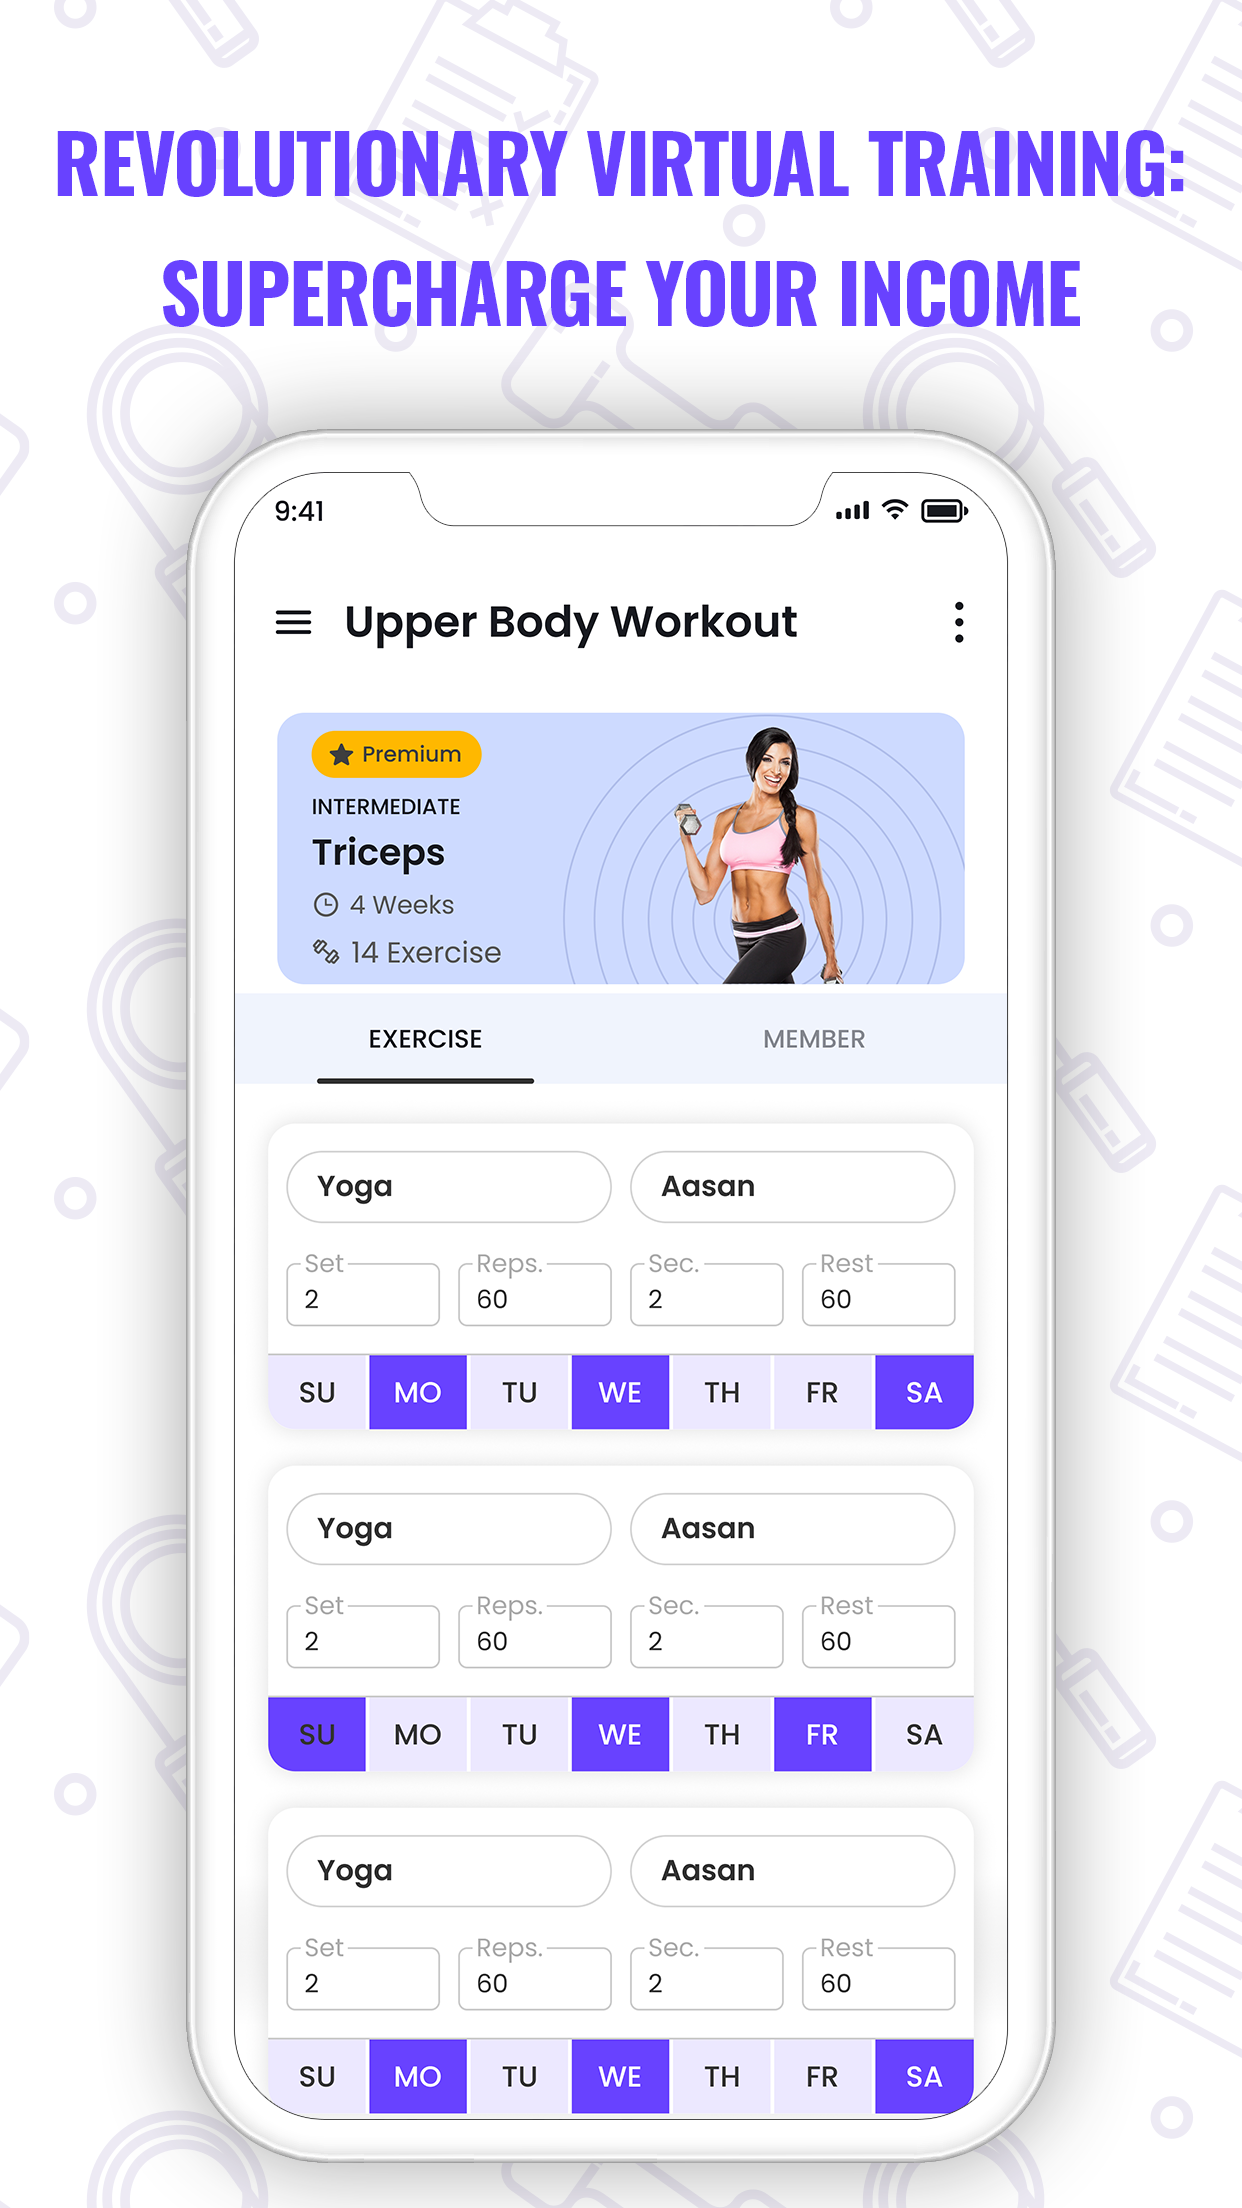 REVOLUTIONARY VIRTUAL TRAINING:
SUPERCHARGE YOUR INCOME
9:41
Upper Body Workout
Premium
INTERMEDIATE
Triceps
4 Weeks
14 Exercise
EXERCISE MEMBER
Yoga Aasan
Set Reps. Sec. Rest
2 60 2 60
SU MO TU WE TH FR SA
Yoga Aasan
Set Reps. Sec. Rest
2 60 2 60
SU MO TU WE TH FR SA
Yoga Aasan
Set Reps. Sec. Rest
2 60 2 60
SU MO TU WE TH FR SA